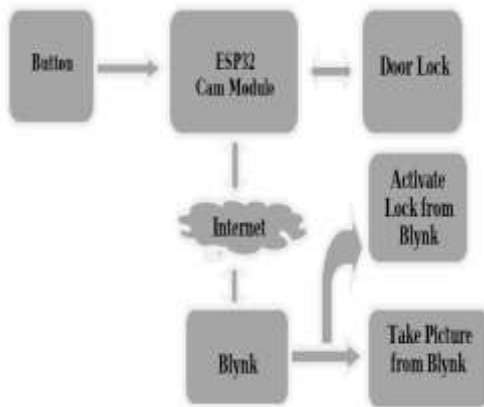 Button
ESP32
Cam Module
Door Lock
Activate
Lock from
Blynk
Internet
Blynk
Take Picture
from Blynk